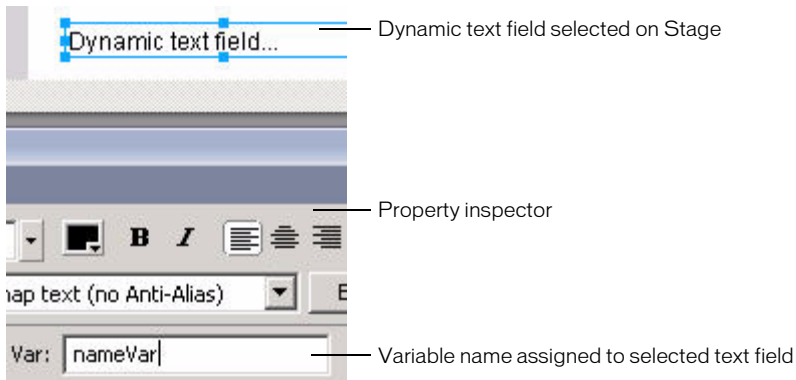 Dynamic text field...
Dynamic text field selected on Stage
Property inspector
B I
map text (no Anti-Alias)
Var: nameVar
Variable name assigned to selected text field